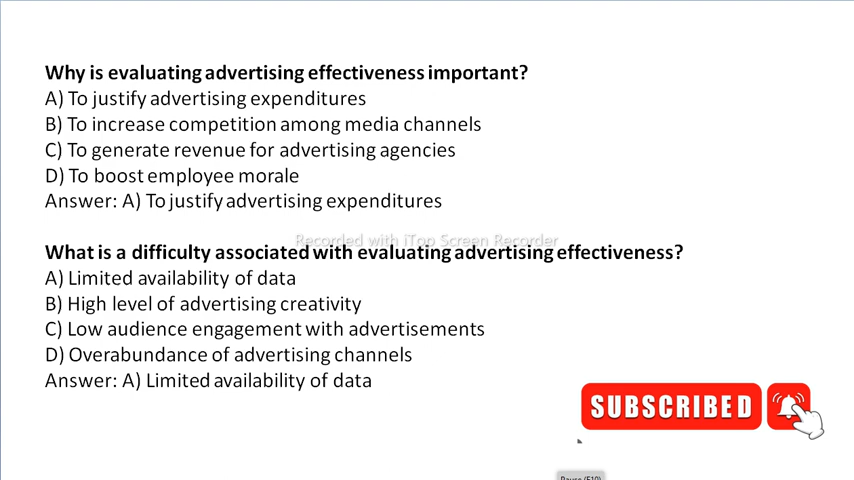 Why is evaluating advertising effectiveness important?
A) To justify advertising expenditures
B) To increase competition among media channels
C) To generate revenue for advertising agencies
D) To boost employee morale
Answer: A) To justify advertising expenditures
Recorded with iTop Screen Recorder
What is a difficulty associated with evaluating advertising effectiveness?
A) Limited availability of data
B) High level of advertising creativity
C) Low audience engagement with advertisements
D) Overabundance of advertising channels
Answer: A) Limited availability of data
SUBSCRIBED
Pause (F10)